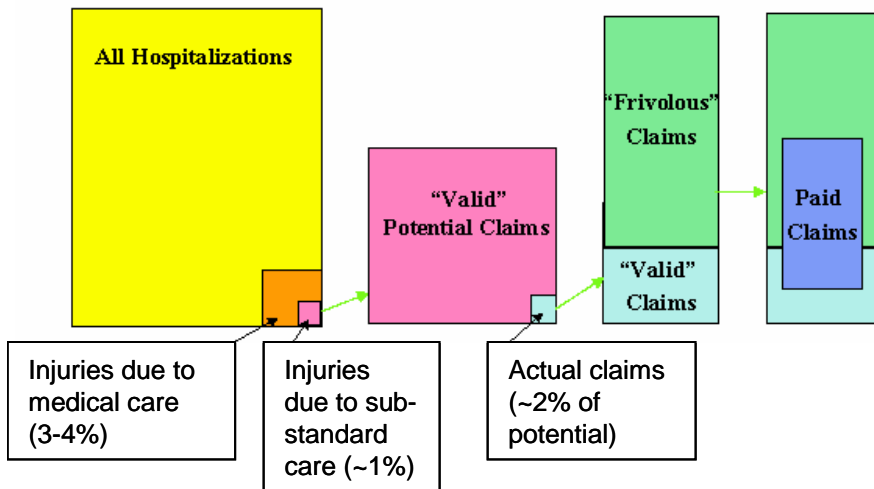 All Hospitalizations
“Valid”
Potential Claims
“Frivolous”
Claims
“Valid”
Claims
Paid
Claims
Injuries due to
medical care
(3-4%)
Injuries
due to sub-
standard
care (~1%)
Actual claims
(~2% of
potential)